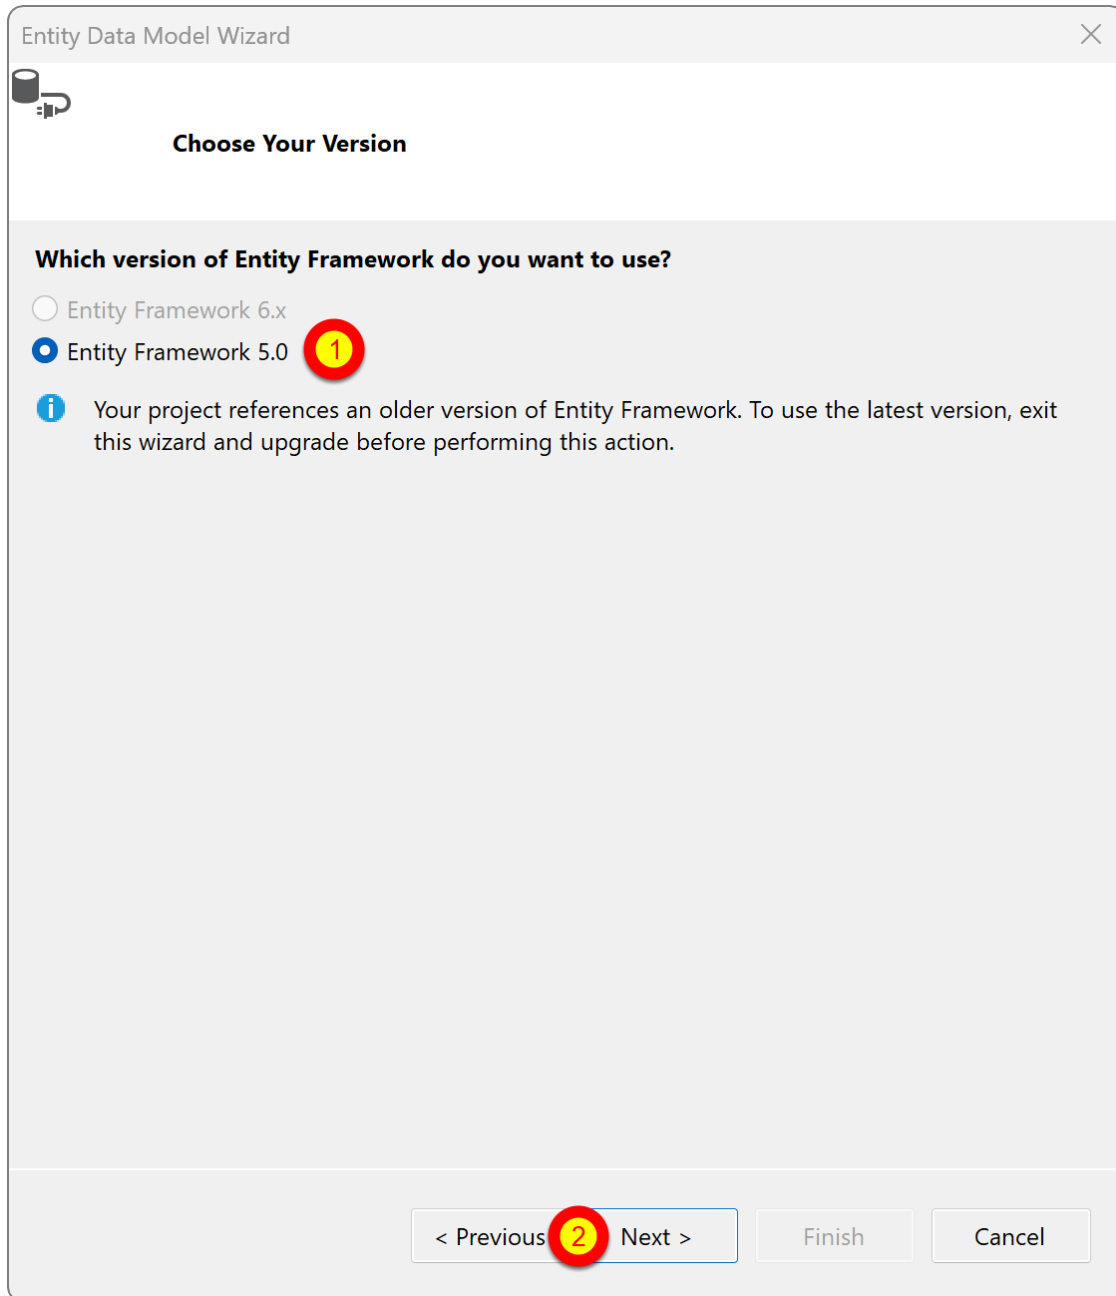 Entity Data Model Wizard
Choose Your Version
Which version of Entity Framework do you want to use?
Entity Framework 6.x
Entity Framework 5.0 1
Your project references an older version of Entity Framework. To use the latest version, exit
this wizard and upgrade before performing this action.
< Previous 2 Next > Finish Cancel